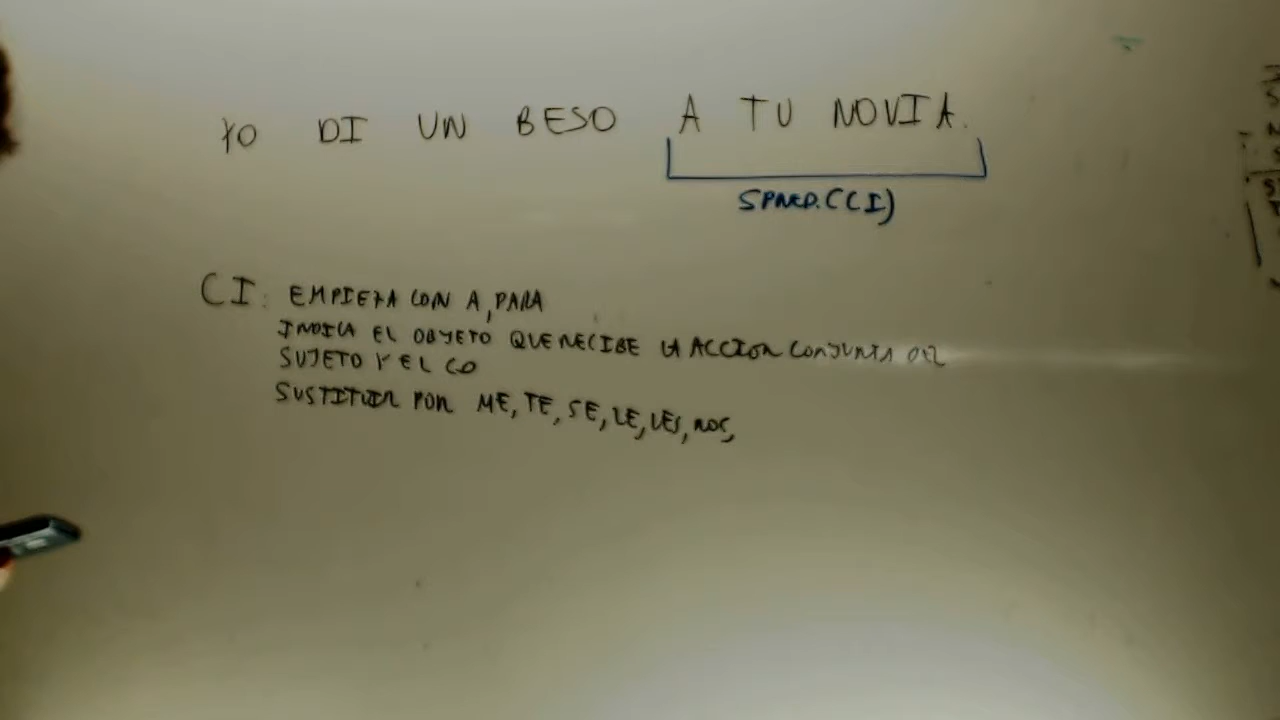 YO DI UN BESO A TU NOVIA.
SPREP.(CI)
CI: EMPIEZA CON A, PARA
INDICA EL OBJETO QUE RECIBE LA ACCION CONJUNTA DEL
SUJETO Y EL CD
SUSTITUIR POR ME, TE, SE, LE, LES, NOS,